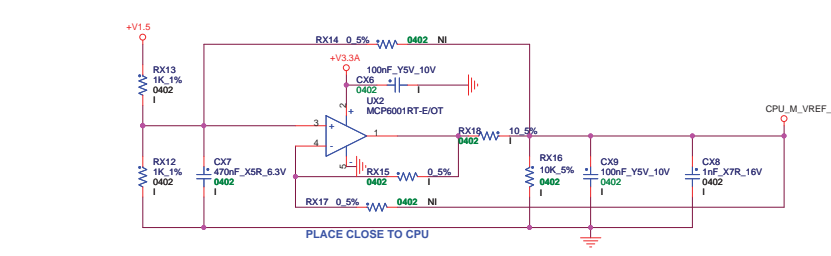 +V1.5
RX14 0_5% 0402 NI
+V3.3A
RX13
1K_1%
0402
I
100nF_Y5V_10V
CX6
0402 I
UX2
MCP6001RT-E/OT
CPU_M_VREF_
2
+
3 +
1
4 -
5 -
RX18 10_5%
0402 I
RX12
1K_1%
0402
I
CX7
470nF_X5R_6.3V
0402
I
RX15 0_5%
0402 I
RX16
10K_5%
0402
I
CX9
100nF_Y5V_10V
0402
I
CX8
1nF_X7R_16V
0402
I
RX17 0_5% 0402 NI
PLACE CLOSE TO CPU